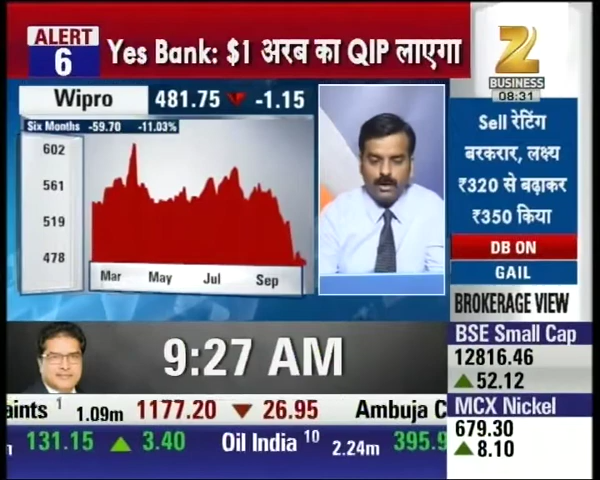 ALERT
6
Yes Bank: $1 अरब का QIP लाएगा
Z
BUSINESS
08:31
Wipro 481.75 -1.15
Six Months -59.70 -11.03%
602
561
519
478
Mar May Jul Sep
Sell रेटिंग
बरकरार, लक्ष्य
₹320 से बढ़ाकर
₹350 किया
DB ON
GAIL
BROKERAGE VIEW
9:27 AM
BSE Small Cap
12816.46
52.12
MCX Nickel
679.30
8.10
aints 1 1.09m 1177.20 26.95 Ambuja C
131.15 3.40 Oil India 10 2.24m 395.9